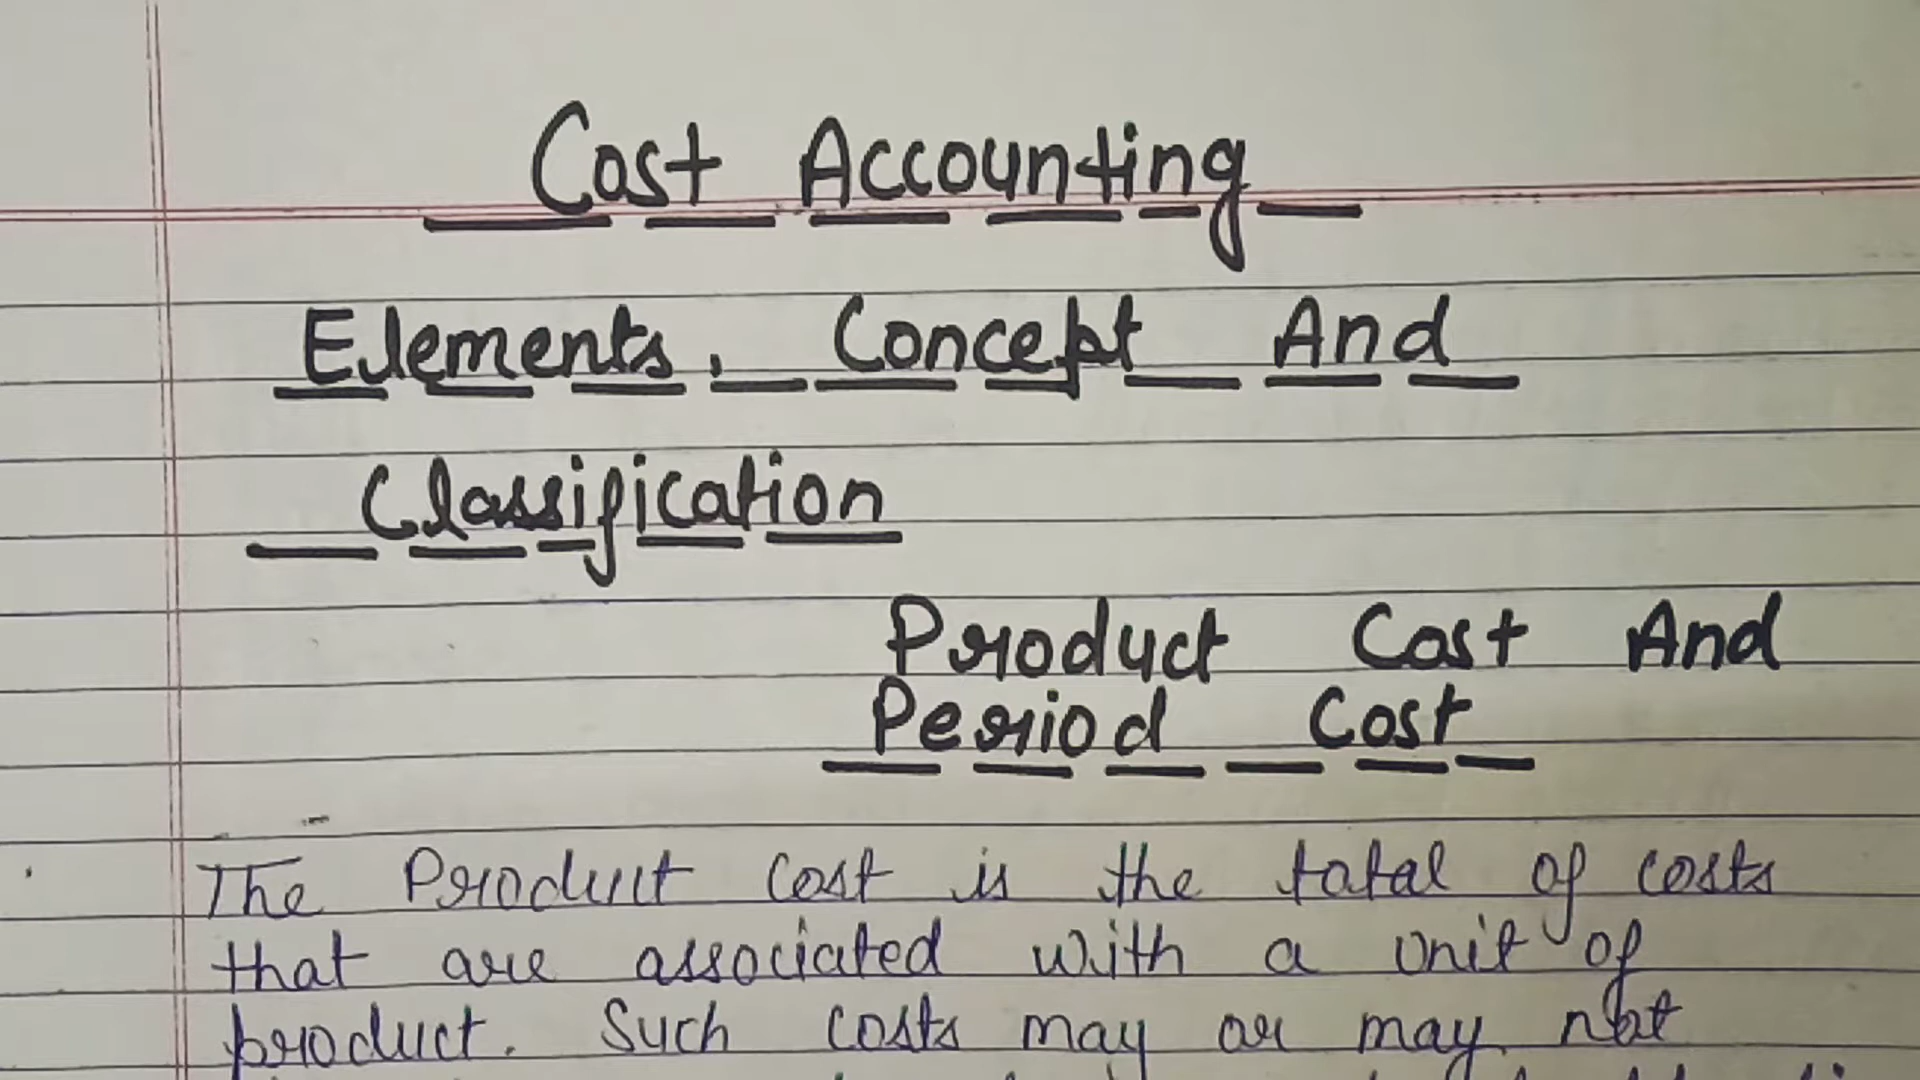 Cost Accounting
Elements, Concept And
Classification
Product Cost And
Period Cost
The Product cost is the total of costs
that are associated with a unit of
product. Such costs may or may not